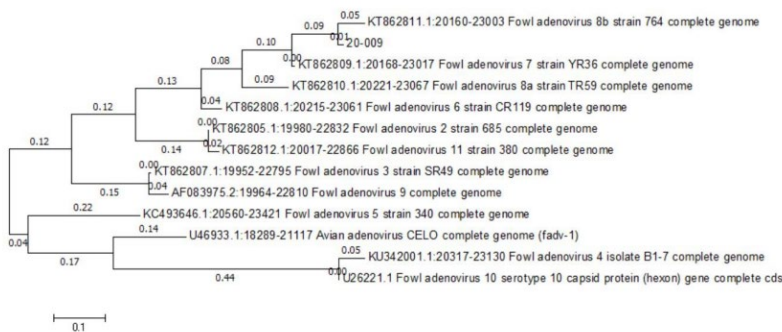 0.05
KT862811.1:20160-23003 Fowl adenovirus 8b strain 764 complete genome
0.09
0.01
20-009
0.10
0.00
KT862809.1:20168-23017 Fowl adenovirus 7 strain YR36 complete genome
0.08
0.09
KT862810.1:20221-23067 Fowl adenovirus 8a strain TR59 complete genome
0.13
0.04
KT862808.1:20215-23061 Fowl adenovirus 6 strain CR119 complete genome
0.12
0.00
KT862805.1:19980-22832 Fowl adenovirus 2 strain 685 complete genome
0.14
0.02
KT862812.1:20017-22866 Fowl adenovirus 11 strain 380 complete genome
0.12
0.00
KT862807.1:19952-22795 Fowl adenovirus 3 strain SR49 complete genome
0.15
0.04
AF083975.2:19964-22810 Fowl adenovirus 9 complete genome
0.22
KC493646.1:20560-23421 Fowl adenovirus 5 strain 340 complete genome
0.04
0.14
U46933.1:18289-21117 Avian adenovirus CELO complete genome (fadv-1)
0.17
0.05
KU342001.1:20317-23130 Fowl adenovirus 4 isolate B1-7 complete genome
0.44
0.00
U26221.1 Fowl adenovirus 10 serotype 10 capsid protein (hexon) gene complete cds
0.1